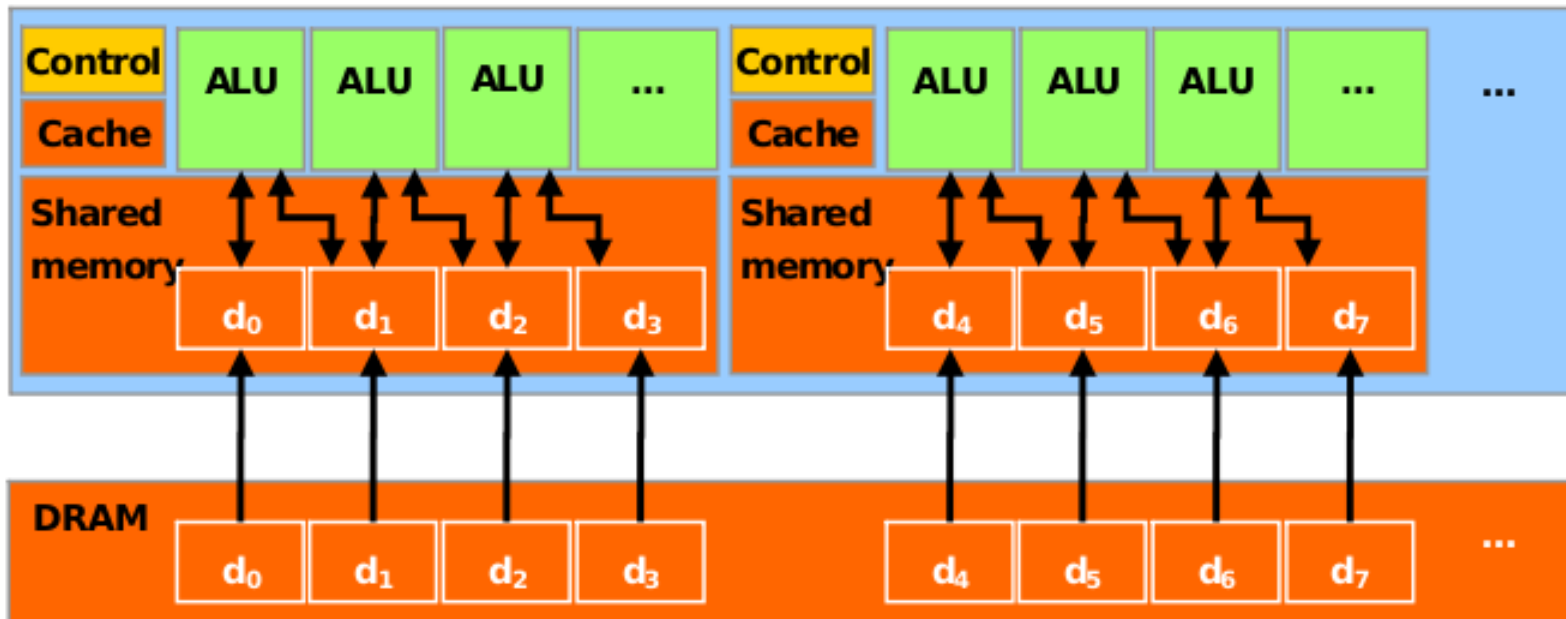 Control
ALU ALU ALU ...
Cache
Shared
memory
d₀ d₁ d₂ d₃
Control
ALU ALU ALU ...
Cache
Shared
memory
d₄ d₅ d₆ d₇
...
DRAM
d₀ d₁ d₂ d₃ d₄ d₅ d₆ d₇
...